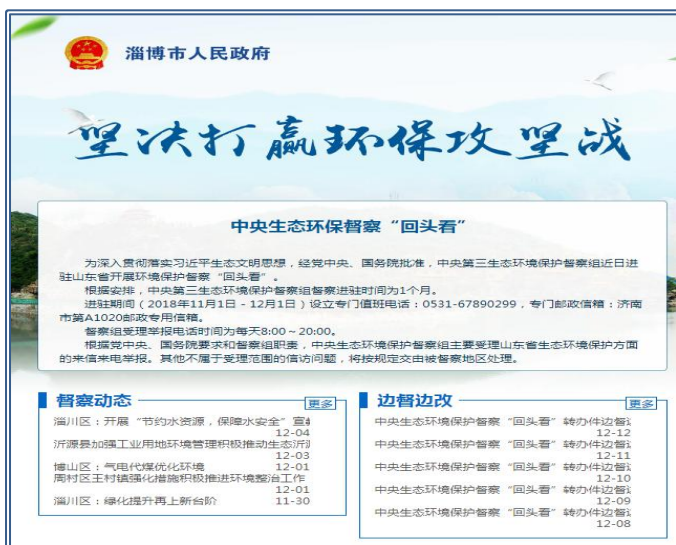 淄博市人民政府
坚决打赢环保攻坚战
中央生态环保督察“回头看”
为深入贯彻落实习近平生态文明思想，经党中央、国务院批准，中央第三生态环境保护督察组近日进
驻山东省开展环境保护督察“回头看”。
根据安排，中央第三生态环境保护督察组督察进驻时间为1个月。
进驻期间（2018年11月1日－12月1日）设立专门值班电话：0531-67890299，专门邮政信箱：济南
市第A1020邮政专用信箱。
督察组受理举报电话时间为每天8:00～20:00。
根据党中央、国务院要求和督察组职责，中央生态环境保护督察组主要受理山东省生态环境保护方面
的来信来电举报。其他不属于受理范围的信访问题，将按规定交由被督察地区处理。
督察动态
更多
淄川区：开展“节约水资源，保障水安全”宣
12-04
沂源县加强工业用地环境管理积极推动生态沂
12-03
博山区：气电代煤优化环境 12-01
周村区王村镇强化措施积极推进环境整治工作
12-01
淄川区：绿化提升再上新台阶 11-30
边督边改
更多
中央生态环境保护督察“回头看”转办件边督
12-12
中央生态环境保护督察“回头看”转办件边督
12-11
中央生态环境保护督察“回头看”转办件边督
12-10
中央生态环境保护督察“回头看”转办件边督
12-09
中央生态环境保护督察“回头看”转办件边督
12-08